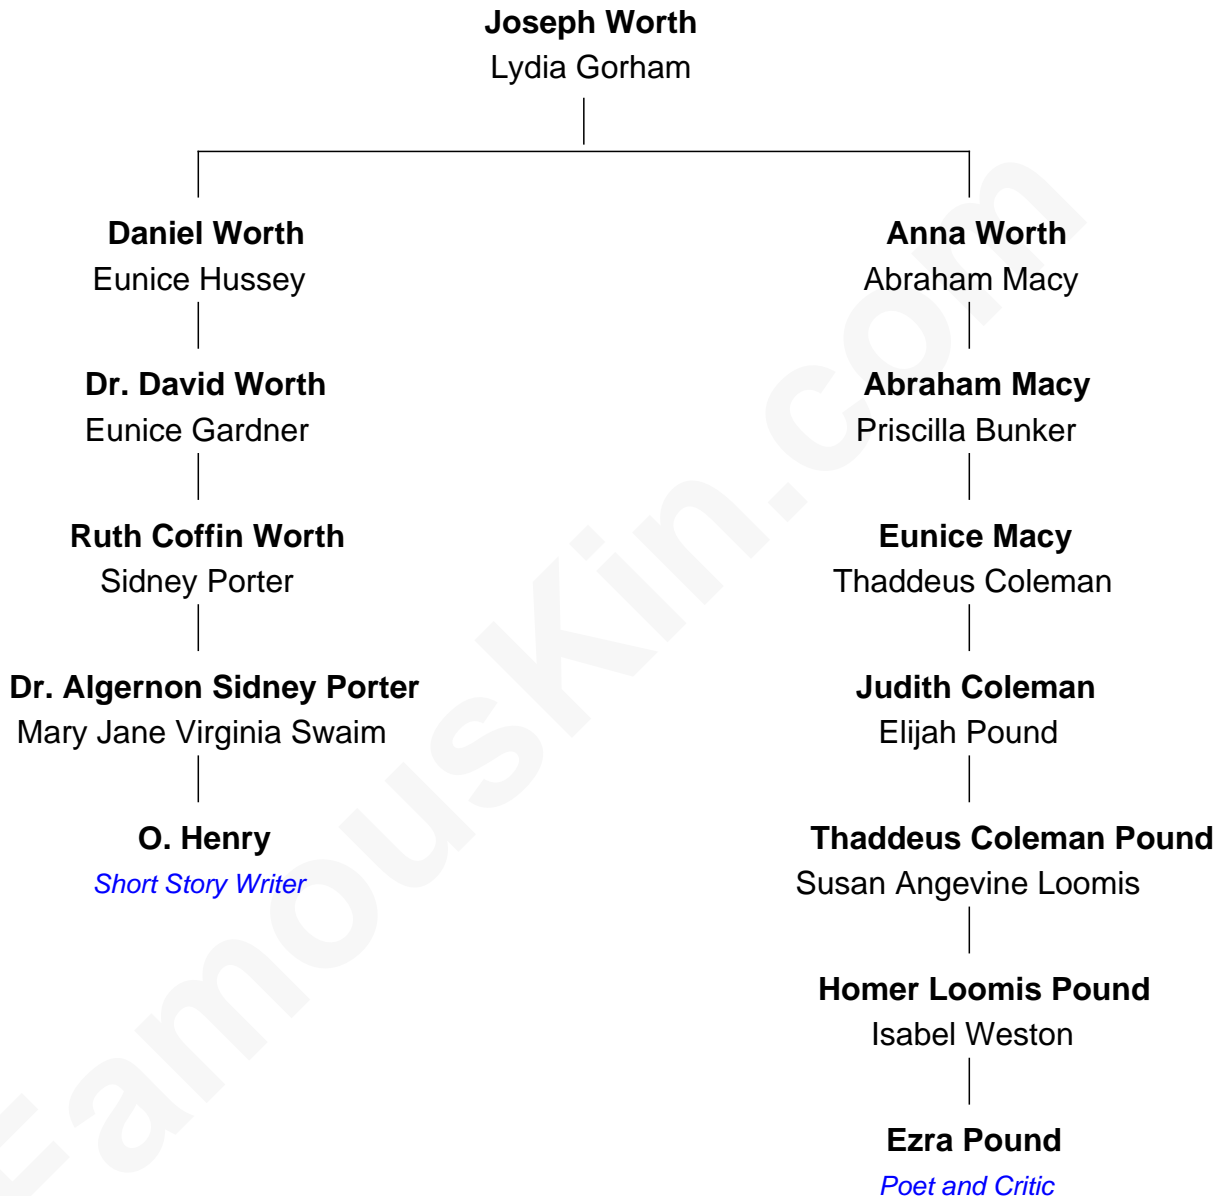 Joseph Worth
Lydia Gorham
Daniel Worth
Eunice Hussey
Dr. David Worth
Eunice Gardner
Ruth Coffin Worth
Sidney Porter
Dr. Algernon Sidney Porter
Mary Jane Virginia Swaim
O. Henry
Short Story Writer
Anna Worth
Abraham Macy
Abraham Macy
Priscilla Bunker
Eunice Macy
Thaddeus Coleman
Judith Coleman
Elijah Pound
Thaddeus Coleman Pound
Susan Angevine Loomis
Homer Loomis Pound
Isabel Weston
Ezra Pound
Poet and Critic
FamousKin.com